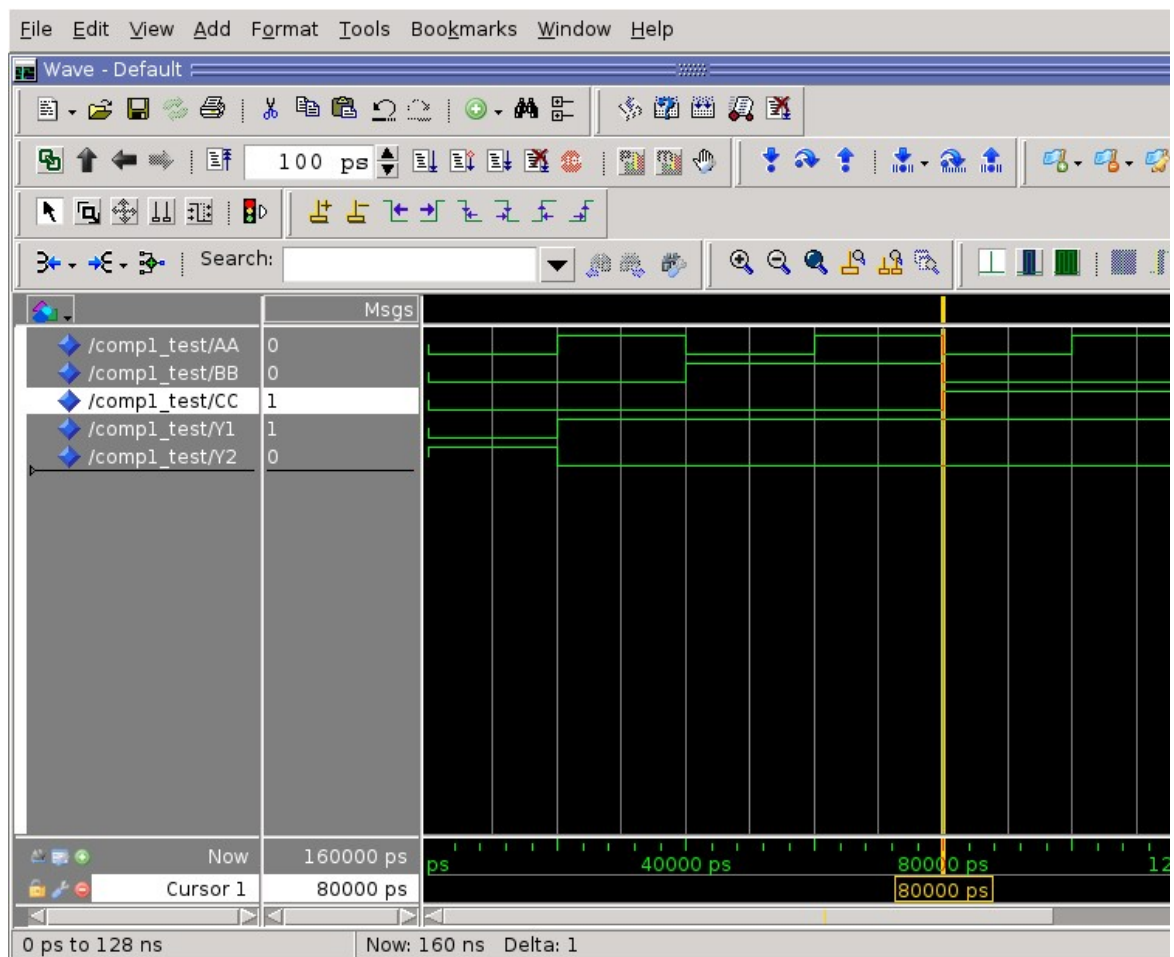 File Edit View Add Format Tools Bookmarks Window Help
Wave - Default
100 ps
Search:
Msgs
/comp1_test/AA 0
/comp1_test/BB 0
/comp1_test/CC 1
/comp1_test/Y1 1
/comp1_test/Y2 0
Now 160000 ps ps 40000 ps 80000 ps 12
Cursor 1 80000 ps 80000 ps
0 ps to 128 ns Now: 160 ns Delta: 1